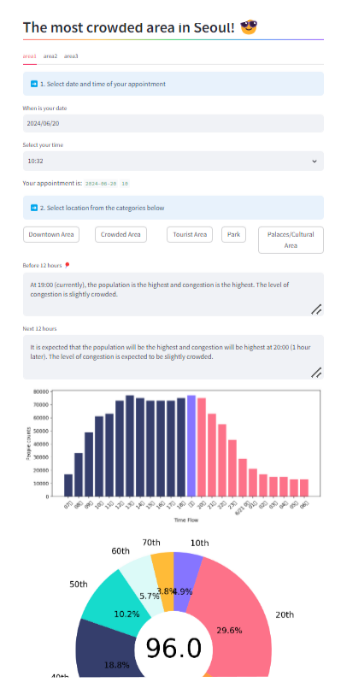 The most crowded area in Seoul! 😎
area1 area2 area3
➡️ 1. Select date and time of your appointment
When is your date
2024/06/20
Select your time
10:32
Your appointment is:
➡️ 2. Select location from the categories below
Downtown Area Crowded Area Tourist Area Park Palaces/Cultural
Area
Before 12 hours 🚩
At 19:00 (currently), the population is the highest and congestion is the highest. The level of
congestion is slightly crowded.
Next 12 hours
It is expected that the population will be the highest and congestion will be highest at 20:00 (1 hour
later). The level of congestion is expected to be slightly crowded.
80000
70000
60000
50000
40000
30000
20000
10000
0
People Counts
Time Flow
70th 10th
60th
50th 20th
5.7% 3.8% 4.9%
10.2%
29.6%
96.0
18.8%
40th